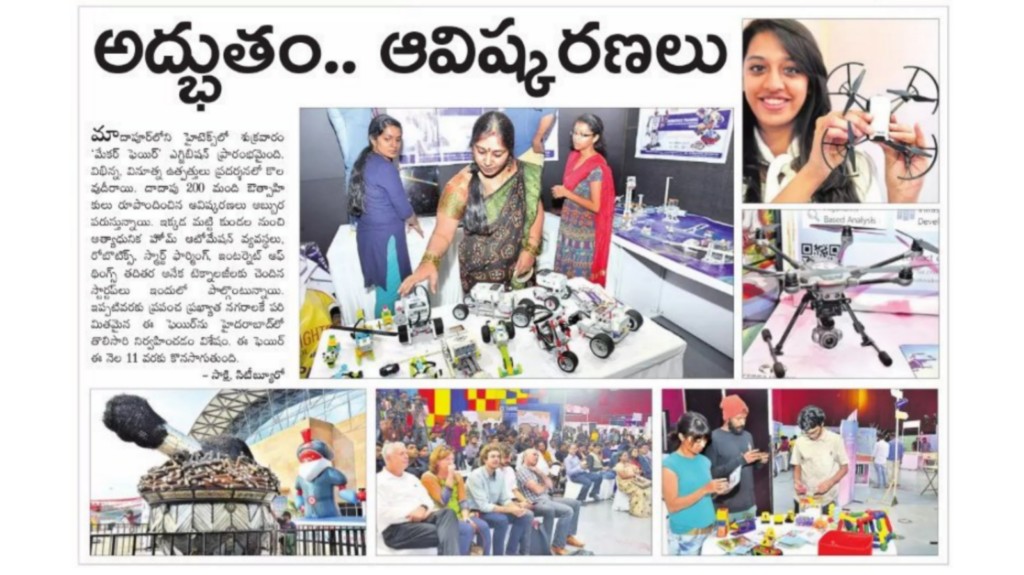 అద్భుతం.. ఆవిష్కరణలు
మాదాపూర్‌లోని హైటెక్స్‌లో శుక్రవారం
‘మేకర్ ఫెయిర్’ ఎగ్జిబిషన్ ప్రారంభమైంది.
విభిన్న, వినూత్న ఉత్పత్తులు ప్రదర్శనలో కొలు
వుదీరాయి. దాదాపు 200 మంది ఔత్సాహి
కులు రూపొందించిన ఆవిష్కరణలు అబ్బుర
పరుస్తున్నాయి. ఇక్కడ మట్టి కుండల నుంచి
అత్యాధునిక హోమ్ ఆటోమేషన్ వ్యవస్థలు,
రోబోటిక్స్, స్మార్ట్ ఫార్మింగ్, ఇంటర్నెట్ ఆఫ్
థింగ్స్ తదితర అనేక టెక్నాలజీలకు చెందిన
స్టార్టప్‌లు ఇందులో పాల్గొంటున్నాయి.
ఇప్పటివరకు ప్రపంచ ప్రఖ్యాత నగరాలకే పరి
మితమైన ఈ ఫెయిర్‌ను హైదరాబాద్‌లో
తొలిసారి నిర్వహించడం విశేషం. ఈ ఫెయిర్
ఈ నెల 11 వరకు కొనసాగుతుంది.
– సాక్షి, సిటీబ్యూరో
Based Analysis